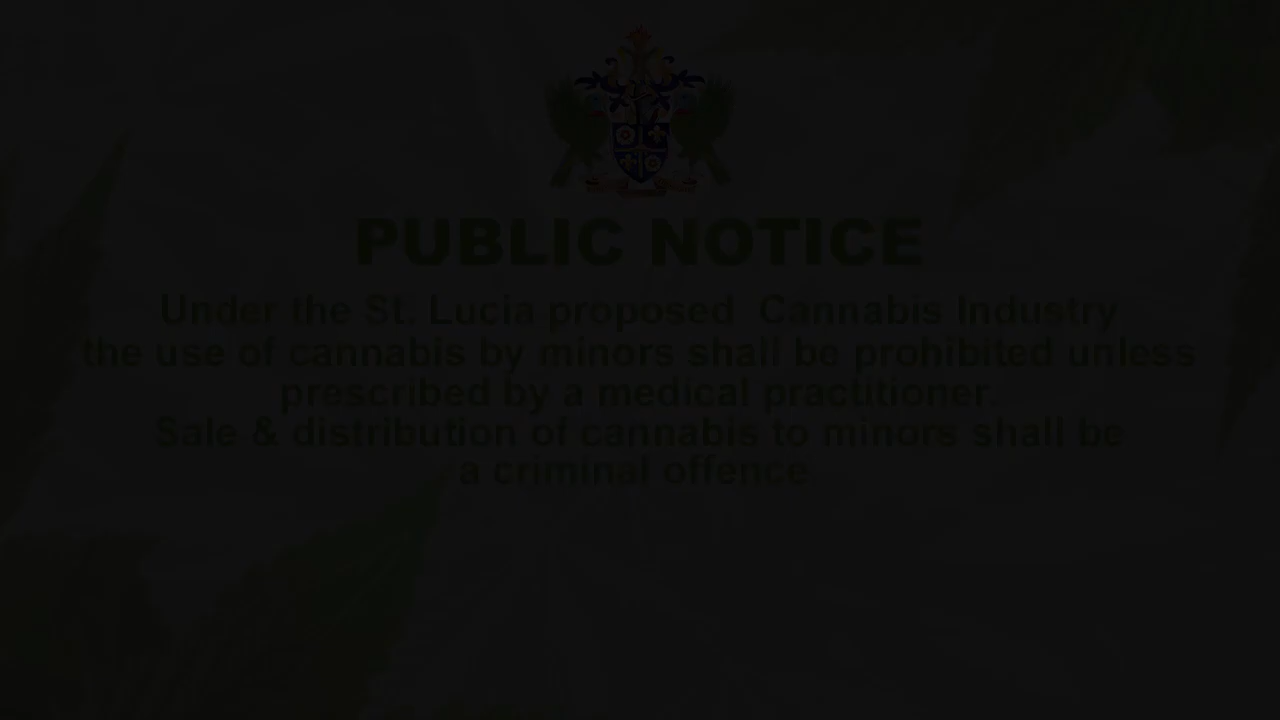 PUBLIC NOTICE
Under the St. Lucia proposed  Cannabis Industry
the use of cannabis by minors shall be prohibited unless
prescribed by a medical practitioner.
Sale & distribution of cannabis to minors shall be
a criminal offence